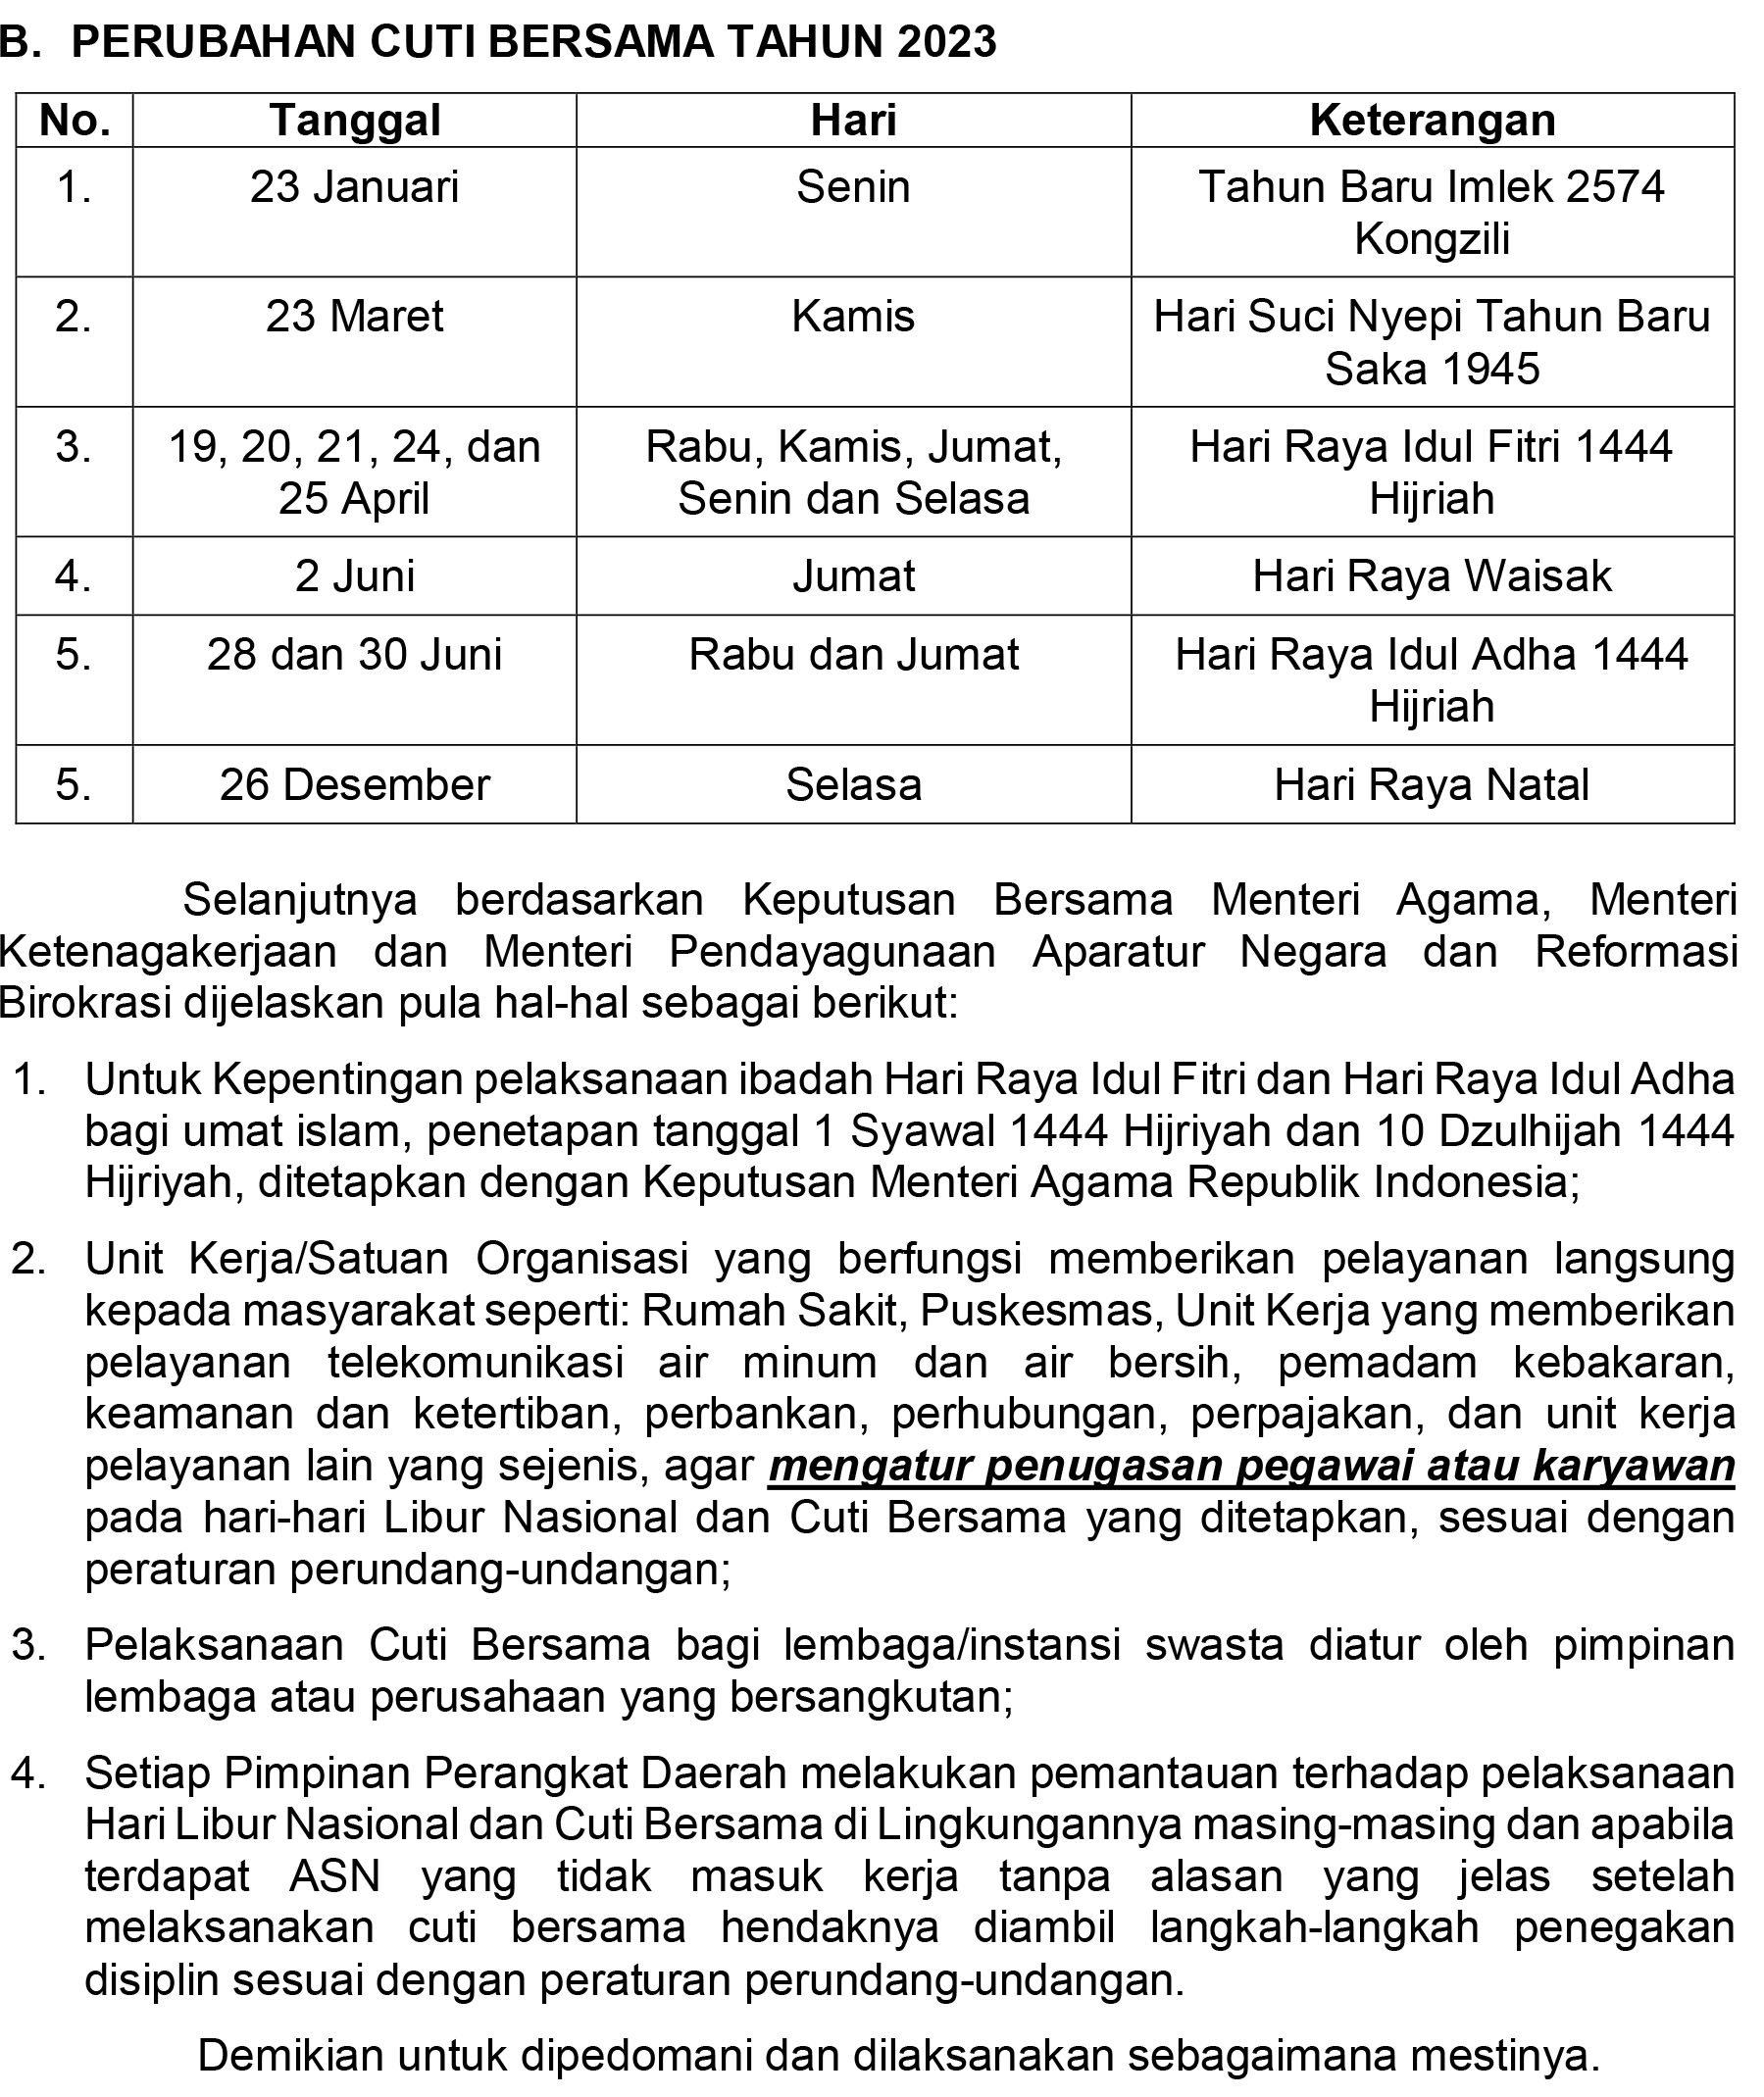 B. PERUBAHAN CUTI BERSAMA TAHUN 2023
No. Tanggal Hari Keterangan
1. 23 Januari Senin Tahun Baru Imlek 2574
Kongzili
2. 23 Maret Kamis Hari Suci Nyepi Tahun Baru
Saka 1945
3. 19, 20, 21, 24, dan Rabu, Kamis, Jumat, Hari Raya Idul Fitri 1444
25 April Senin dan Selasa Hijriah
4. 2 Juni Jumat Hari Raya Waisak
5. 28 dan 30 Juni Rabu dan Jumat Hari Raya Idul Adha 1444
Hijriah
5. 26 Desember Selasa Hari Raya Natal
Selanjutnya berdasarkan Keputusan Bersama Menteri Agama, Menteri
Ketenagakerjaan dan Menteri Pendayagunaan Aparatur Negara dan Reformasi
Birokrasi dijelaskan pula hal-hal sebagai berikut:
1. Untuk Kepentingan pelaksanaan ibadah Hari Raya Idul Fitri dan Hari Raya Idul Adha
bagi umat islam, penetapan tanggal 1 Syawal 1444 Hijriyah dan 10 Dzulhijah 1444
Hijriyah, ditetapkan dengan Keputusan Menteri Agama Republik Indonesia;
2. Unit Kerja/Satuan Organisasi yang berfungsi memberikan pelayanan langsung
kepada masyarakat seperti: Rumah Sakit, Puskesmas, Unit Kerja yang memberikan
pelayanan telekomunikasi air minum dan air bersih, pemadam kebakaran,
keamanan dan ketertiban, perbankan, perhubungan, perpajakan, dan unit kerja
pelayanan lain yang sejenis, agar mengatur penugasan pegawai atau karyawan
pada hari-hari Libur Nasional dan Cuti Bersama yang ditetapkan, sesuai dengan
peraturan perundang-undangan;
3. Pelaksanaan Cuti Bersama bagi lembaga/instansi swasta diatur oleh pimpinan
lembaga atau perusahaan yang bersangkutan;
4. Setiap Pimpinan Perangkat Daerah melakukan pemantauan terhadap pelaksanaan
Hari Libur Nasional dan Cuti Bersama di Lingkungannya masing-masing dan apabila
terdapat ASN yang tidak masuk kerja tanpa alasan yang jelas setelah
melaksanakan cuti bersama hendaknya diambil langkah-langkah penegakan
disiplin sesuai dengan peraturan perundang-undangan.
Demikian untuk dipedomani dan dilaksanakan sebagaimana mestinya.